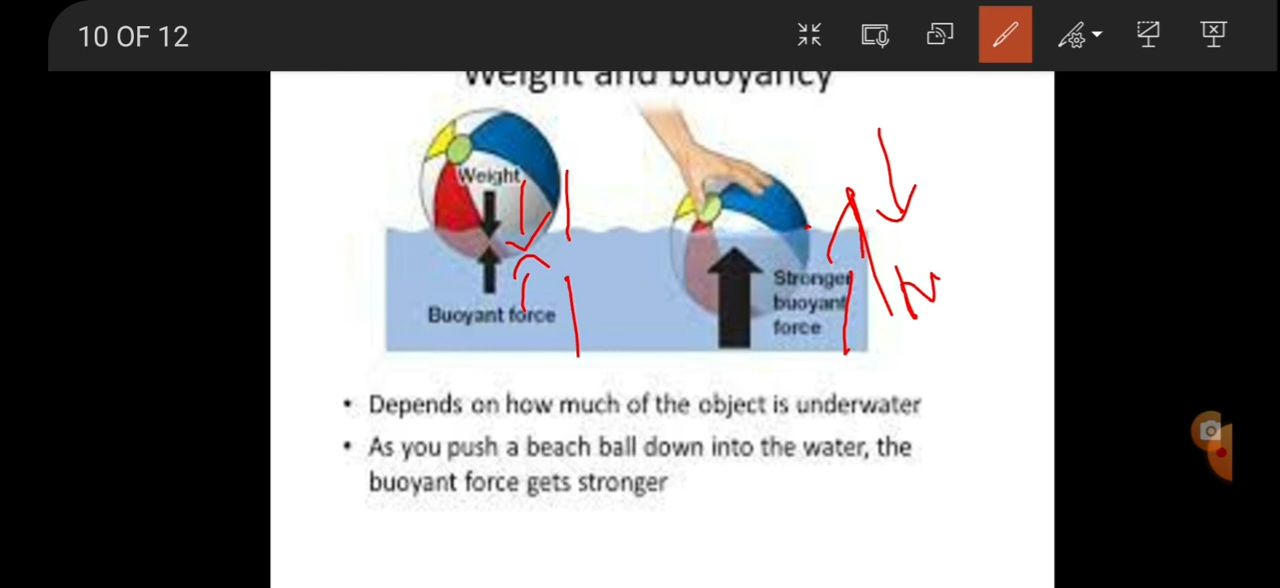 10 OF 12
Weight and buoyancy
Weight
Buoyant force
Stronger
buoyant
force
• Depends on how much of the object is underwater
• As you push a beach ball down into the water, the
buoyant force gets stronger